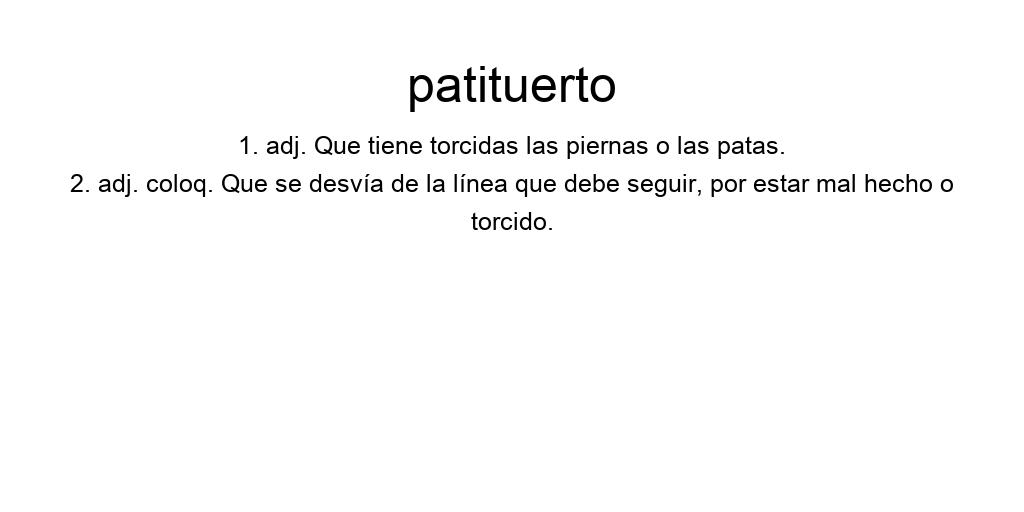 patituerto
1. adj. Que tiene torcidas las piernas o las patas.
2. adj. coloq. Que se desvía de la línea que debe seguir, por estar mal hecho o
torcido.